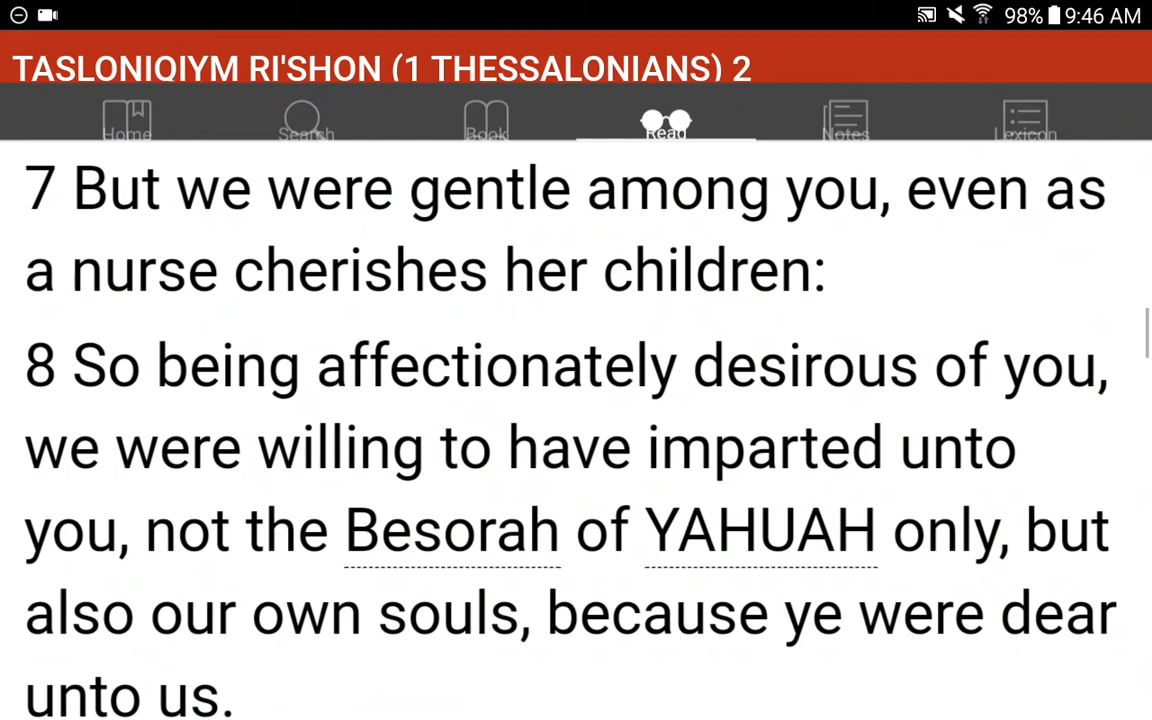 98% 9:46 AM
TASLONIQIYM RI'SHON (1 THESSALONIANS) 2
Home Search Book Read Notes Lexicon
7 But we were gentle among you, even as
a nurse cherishes her children:
8 So being affectionately desirous of you,
we were willing to have imparted unto
you, not the Besorah of YAHUAH only, but
also our own souls, because ye were dear
unto us.